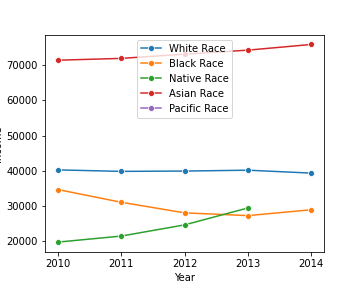 White Race
Black Race
Native Race
Asian Race
Pacific Race
70000
60000
50000
40000
30000
20000
2010
2011
2012
2013
2014
Year